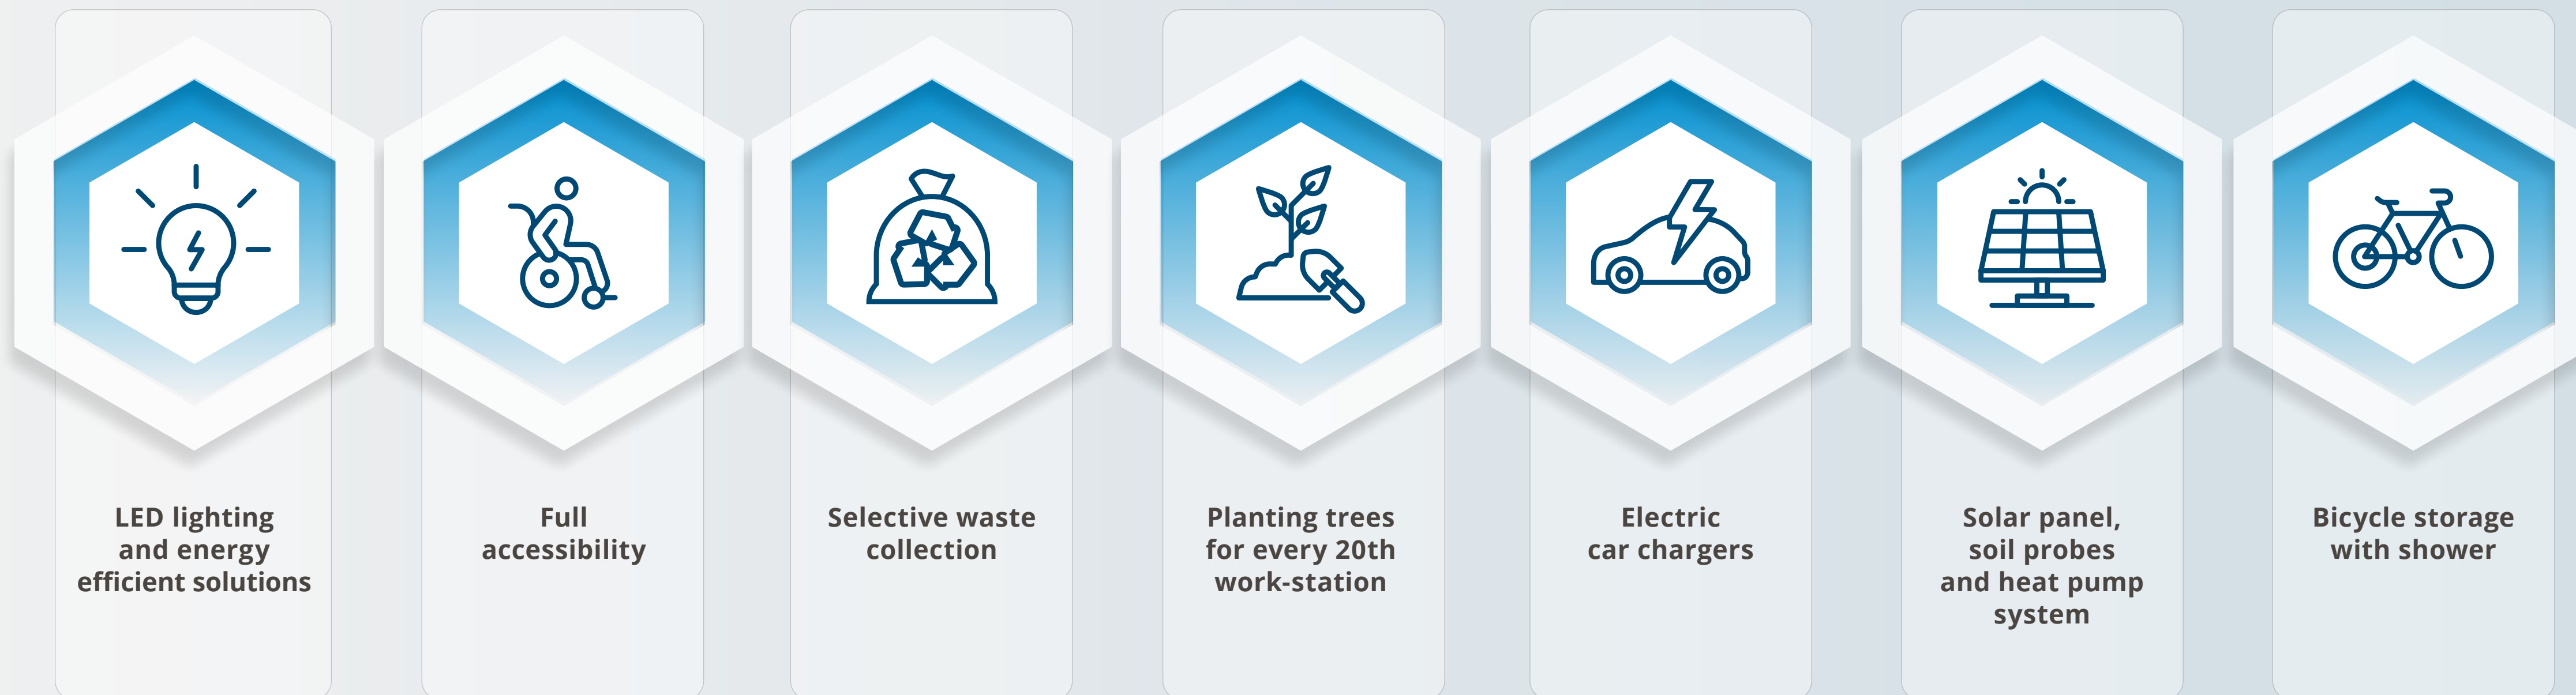 LED lighting
and energy
efficient solutions
Full
accessibility
Selective waste
collection
Planting trees
for every 20th
work-station
Electric
car chargers
Solar panel,
soil probes
and heat pump
system
Bicycle storage
with shower